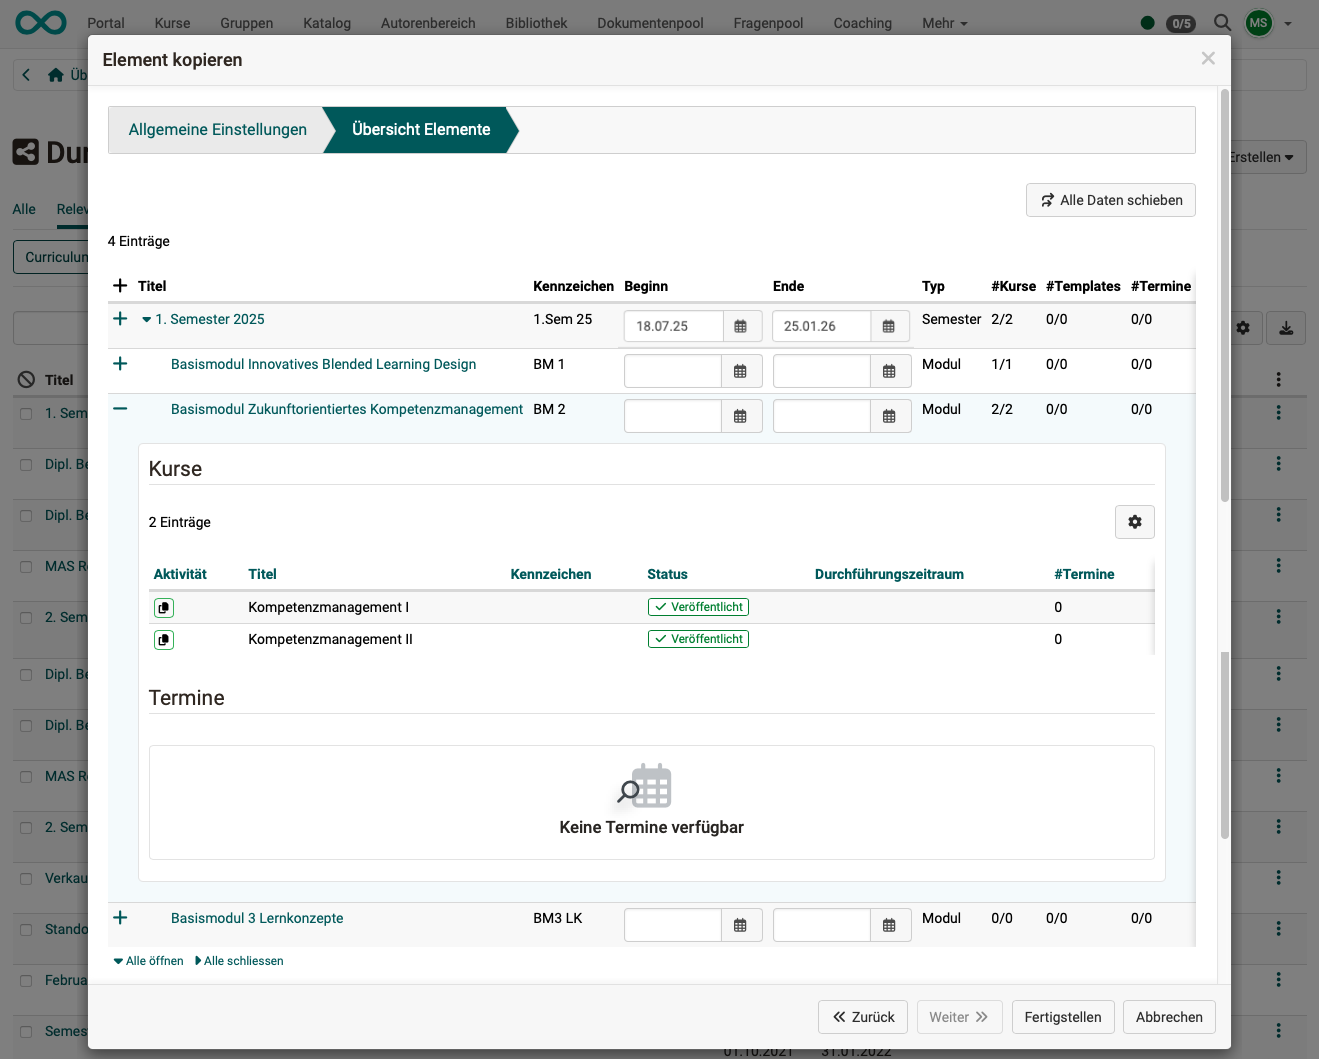 Portal Kurse Gruppen Katalog Autorenbereich Bibliothek Dokumentenpool Fragenpool Coaching Mehr 0/5 MS
Element kopieren
Allgemeine Einstellungen Übersicht Elemente
Erstellen
Alle
Alle Daten schieben
4 Einträge
Titel Kennzeichen Beginn Ende Typ #Kurse #Templates #Termine
1. Semester 2025 1.Sem 25 18.07.25 25.01.26 Semester 2/2 0/0 0/0
Basismodul Innovatives Blended Learning Design BM 1 Modul 1/1 0/0 0/0
Titel
Basismodul Zukunftorientiertes Kompetenzmanagement BM 2 Modul 2/2 0/0 0/0
1. Sem
Kurse
Dipl. Be
2 Einträge
Dipl. Be
MAS R
Aktivität Titel Kennzeichen Status Durchführungszeitraum #Termine
Kompetenzmanagement I Veröffentlicht 0
2. Sem
Kompetenzmanagement II Veröffentlicht 0
Dipl. Be
Termine
Dipl. Be
MAS R
Keine Termine verfügbar
2. Sem
Verkau
Basismodul 3 Lernkonzepte BM3 LK Modul 0/0 0/0 0/0
Stando
Alle öffnen Alle schliessen
Februa
Zurück Weiter Fertigstellen Abbrechen
Semes
01.10.2021 31.01.2022